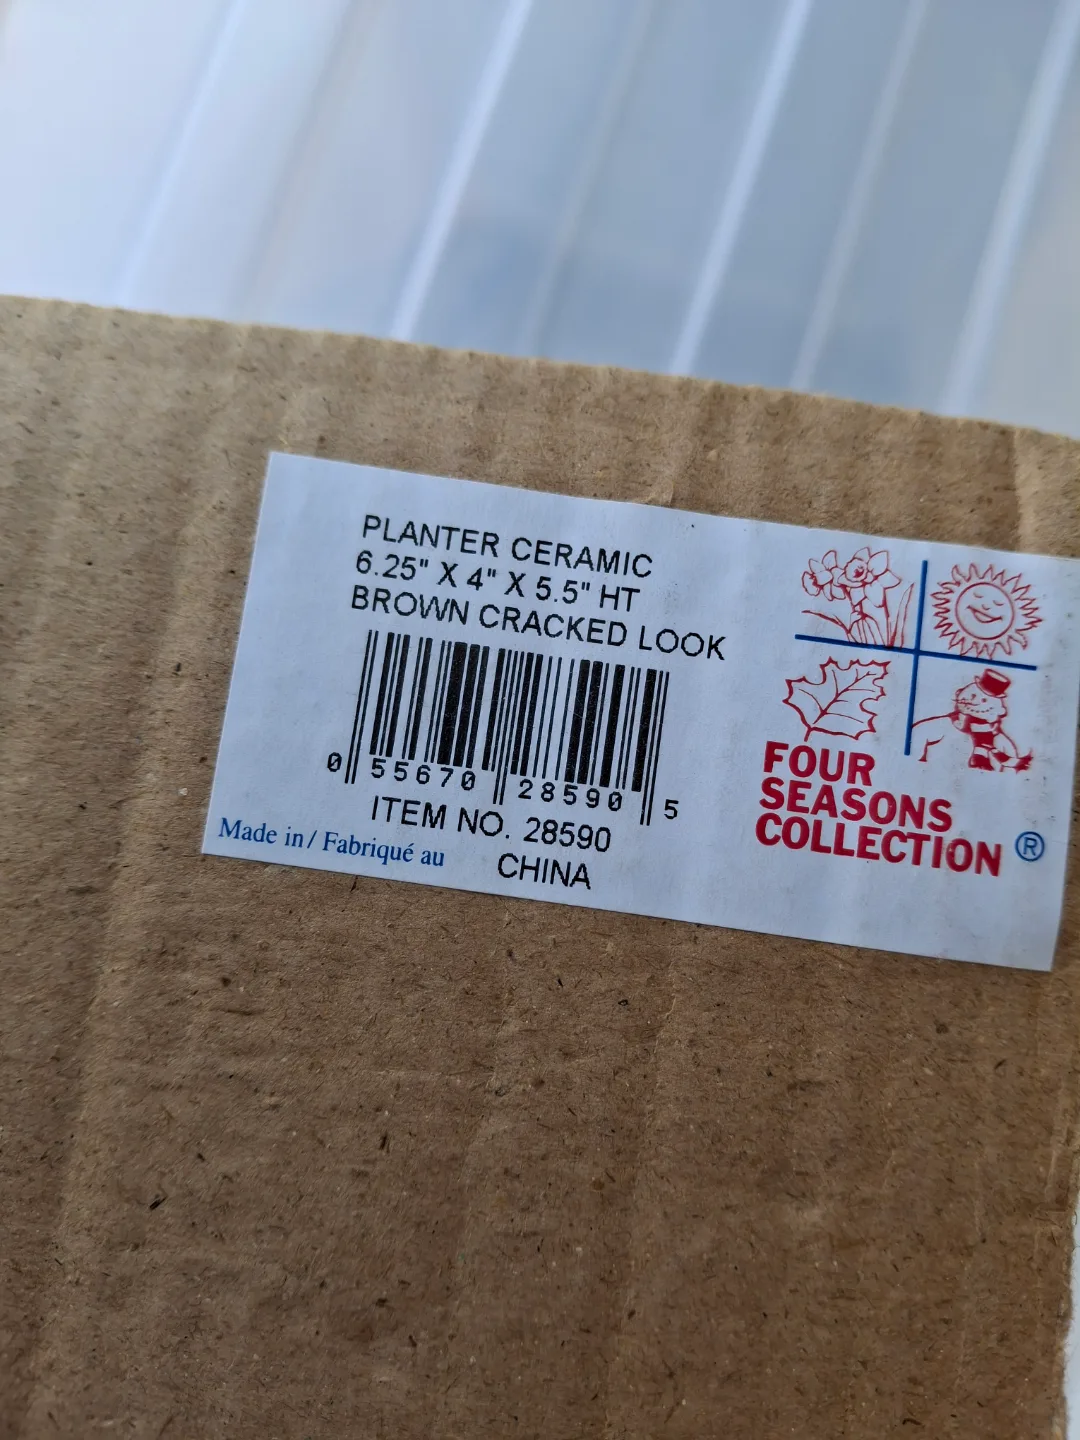 PLANTER CERAMIC
6.25" X 4" X 5.5" HT
BROWN CRACKED LOOK
0 55670 28590 5
ITEM NO. 28590
Made in / Fabriqué au CHINA
FOUR
SEASONS
COLLECTION ®